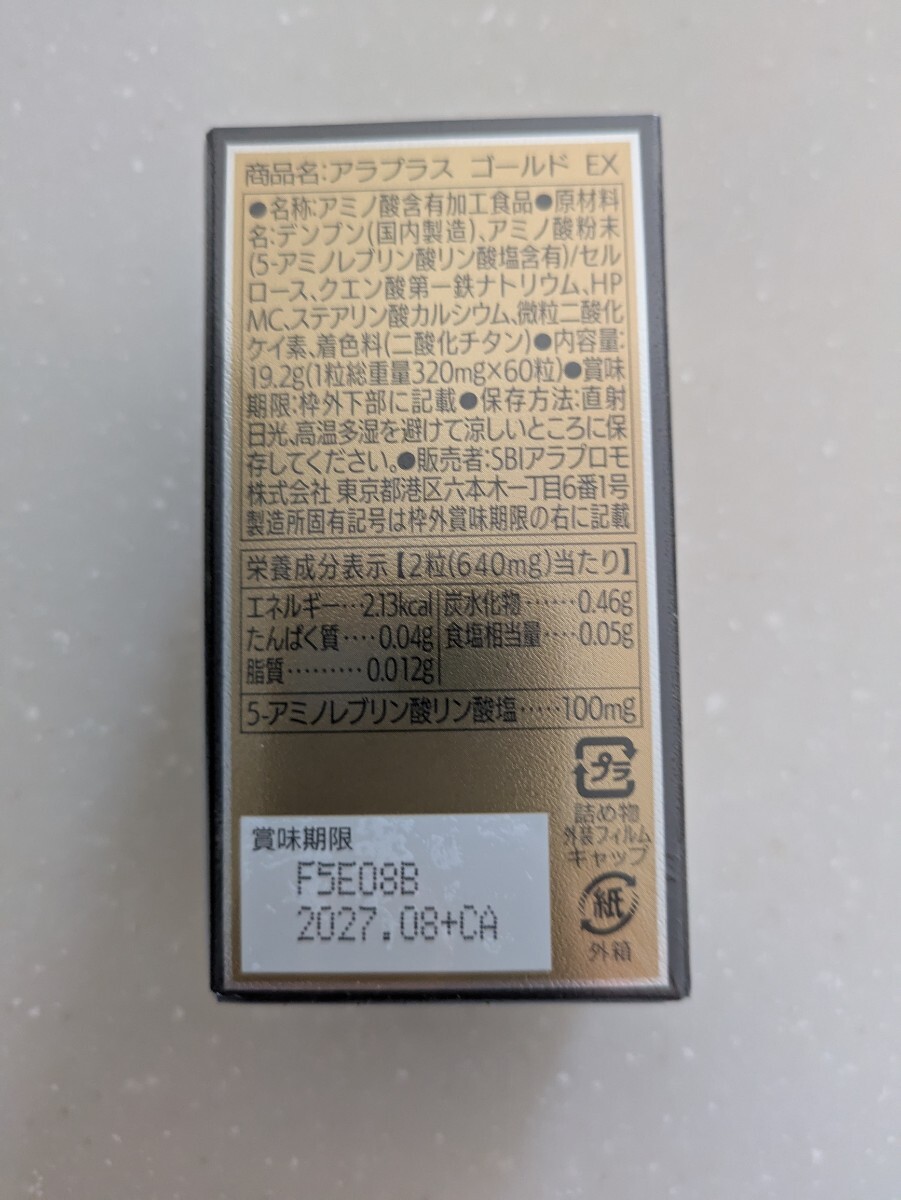 商品名:アラプラス ゴールド EX
●名称:アミノ酸含有加工食品●原材料
名:デンプン(国内製造)、アミノ酸粉末
(5-アミノレブリン酸リン酸塩含有)/セル
ロース、クエン酸第一鉄ナトリウム、HP
MC、ステアリン酸カルシウム、微粒二酸化
ケイ素、着色料(二酸化チタン)●内容量:
19.2g(1粒総重量320mg×60粒)●賞味
期限:枠外下部に記載●保存方法:直射
日光、高温多湿を避けて涼しいところに保
存してください。●販売者:SBIアラプロモ
株式会社 東京都港区六本木一丁目6番1号
製造所固有記号は枠外賞味期限の右に記載
栄養成分表示【2粒(640mg)当たり】
エネルギー…2.13kcal 炭水化物……0.46g
たんぱく質‥‥0.04g 食塩相当量‥‥0.05g
脂質………0.012g
5-アミノレブリン酸リン酸塩‥‥‥100mg
プラ
詰め物
外装フィルム
キャップ
賞味期限
F5E08B
2027.08+CA
紙
外箱